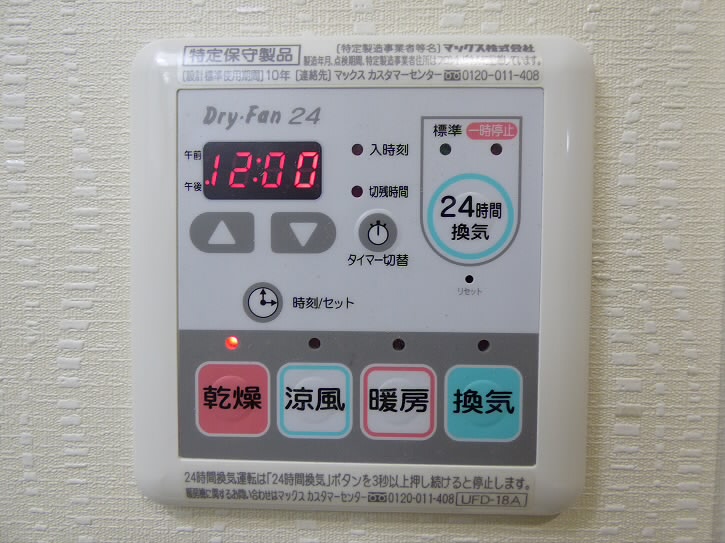 特定保守製品 [特定製造事業者等名] マックス株式会社
[設計標準使用期間]10年 [連絡先] マックス カスタマーセンター 0120-011-408
Dry・Fan 24
標準 一時停止
午前
午後
12:00
入時刻
切残時間
24時間
換気
タイマー切替
リセット
時刻/セット
乾燥 涼風 暖房 換気
24時間換気運転は「24時間換気」ボタンを3秒以上押し続けると停止します。
マックス カスタマーセンター 0120-011-408 UFD-18A